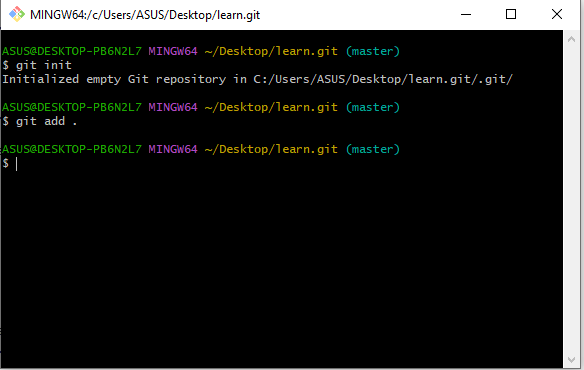 MINGW64:/c/Users/ASUS/Desktop/learn.git
ASUS@DESKTOP-PB6N2L7 MINGW64 ~/Desktop/learn.git (master)
$ git init
Initialized empty Git repository in C:/Users/ASUS/Desktop/learn.git/.git/
ASUS@DESKTOP-PB6N2L7 MINGW64 ~/Desktop/learn.git (master)
$ git add .
ASUS@DESKTOP-PB6N2L7 MINGW64 ~/Desktop/learn.git (master)
$